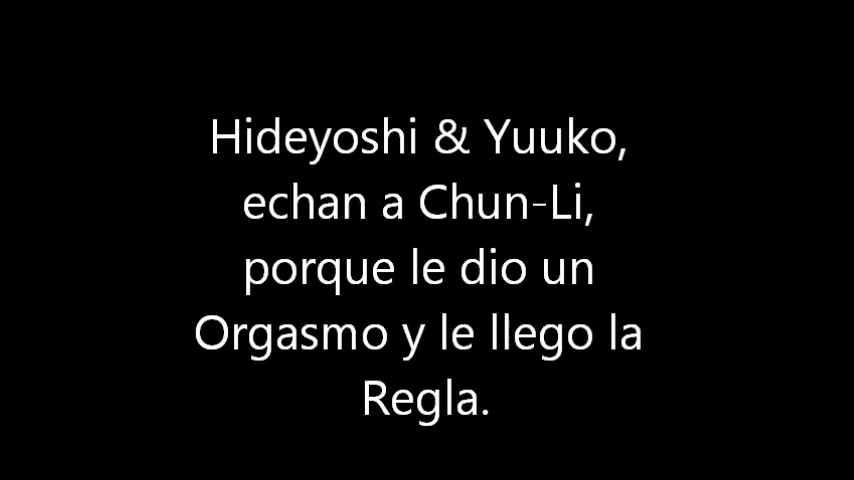 Hideyoshi & Yuuko,
echan a Chun-Li,
porque le dio un
Orgasmo y le llego la
Regla.